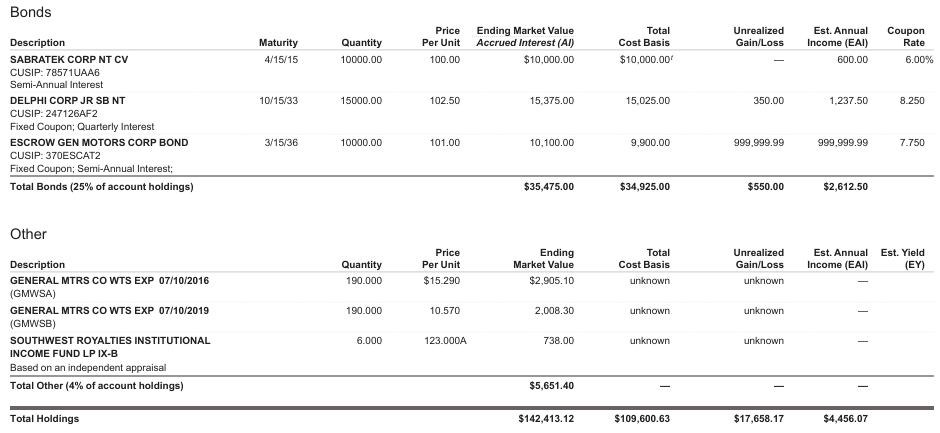 Bonds
Price Ending Market Value Total Unrealized Est. Annual Coupon
Description Maturity Quantity Per Unit Accrued Interest (AI) Cost Basis Gain/Loss Income (EAI) Rate
SABRATEK CORP NT CV 4/15/15 10000.00 100.00 $10,000.00 $10,000.00t — 600.00 6.00%
CUSIP: 78571UAA6
Semi-Annual Interest
DELPHI CORP JR SB NT 10/15/33 15000.00 102.50 15,375.00 15,025.00 350.00 1,237.50 8.250
CUSIP: 247126AF2
Fixed Coupon; Quarterly Interest
ESCROW GEN MOTORS CORP BOND 3/15/36 10000.00 101.00 10,100.00 9,900.00 999,999.99 999,999.99 7.750
CUSIP: 370ESCAT2
Fixed Coupon; Semi-Annual Interest;
Total Bonds (25% of account holdings) $35,475.00 $34,925.00 $550.00 $2,612.50
Other
Price Ending Total Unrealized Est. Annual Est. Yield
Description Quantity Per Unit Market Value Cost Basis Gain/Loss Income (EAI) (EY)
GENERAL MTRS CO WTS EXP 07/10/2016 190.000 $15.290 $2,905.10 unknown unknown —
(GMWSA)
GENERAL MTRS CO WTS EXP 07/10/2019 190.000 10.570 2,008.30 unknown unknown —
(GMWSB)
SOUTHWEST ROYALTIES INSTITUTIONAL 6.000 123.000A 738.00 unknown unknown —
INCOME FUND LP IX-B
Based on an independent appraisal
Total Other (4% of account holdings) $5,651.40 — — —
Total Holdings $142,413.12 $109,600.63 $17,658.17 $4,456.07